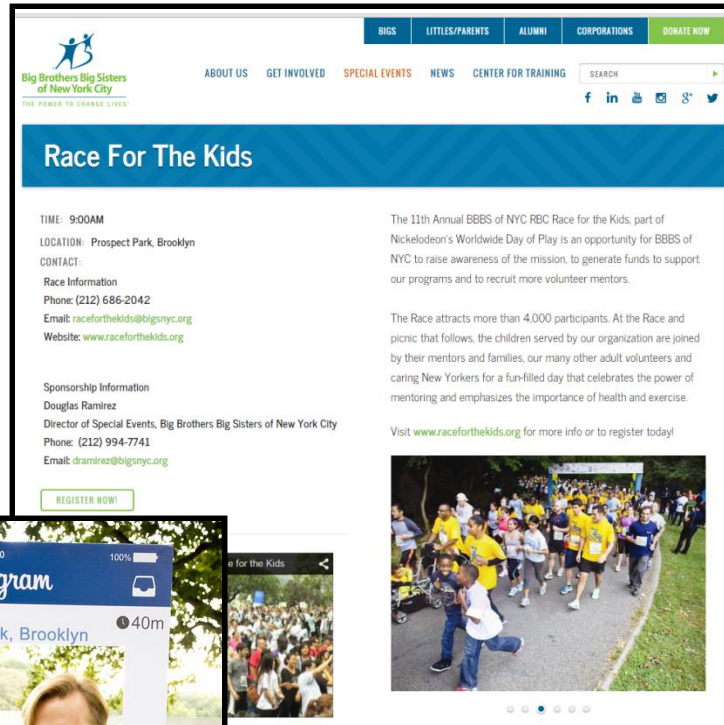 BIGS
LITTLES/PARENTS
ALUMNI
CORPORATIONS
DONATE NOW
Big Brothers Big Sisters
of New York City
THE POWER TO CHANGE LIVES
ABOUT US
GET INVOLVED
SPECIAL EVENTS
NEWS
CENTER FOR TRAINING
SEARCH
Race For The Kids
TIME: 9:00AM
LOCATION: Prospect Park, Brooklyn
CONTACT:
Race Information
Phone: (212) 686-2042
Email: raceforthekids@bigsnyc.org
Website: www.raceforthekids.org
Sponsorship Information
Douglas Ramirez
Director of Special Events, Big Brothers Big Sisters of New York City
Phone: (212) 994-7741
Email: dramirez@bigsnyc.org
REGISTER NOW!
The 11th Annual BBBS of NYC RBC Race for the Kids, part of
Nickelodeon's Worldwide Day of Play is an opportunity for BBBS of
NYC to raise awareness of the mission, to generate funds to support
our programs and to recruit more volunteer mentors.
The Race attracts more than 4,000 participants. At the Race and
picnic that follows, the children served by our organization are joined
by their mentors and families, our many other adult volunteers and
caring New Yorkers for a fun-filled day that celebrates the power of
mentoring and emphasizes the importance of health and exercise.
Visit www.raceforthekids.org for more info or to register today!
e for the Kids
0
100%
gram
40m
k, Brooklyn